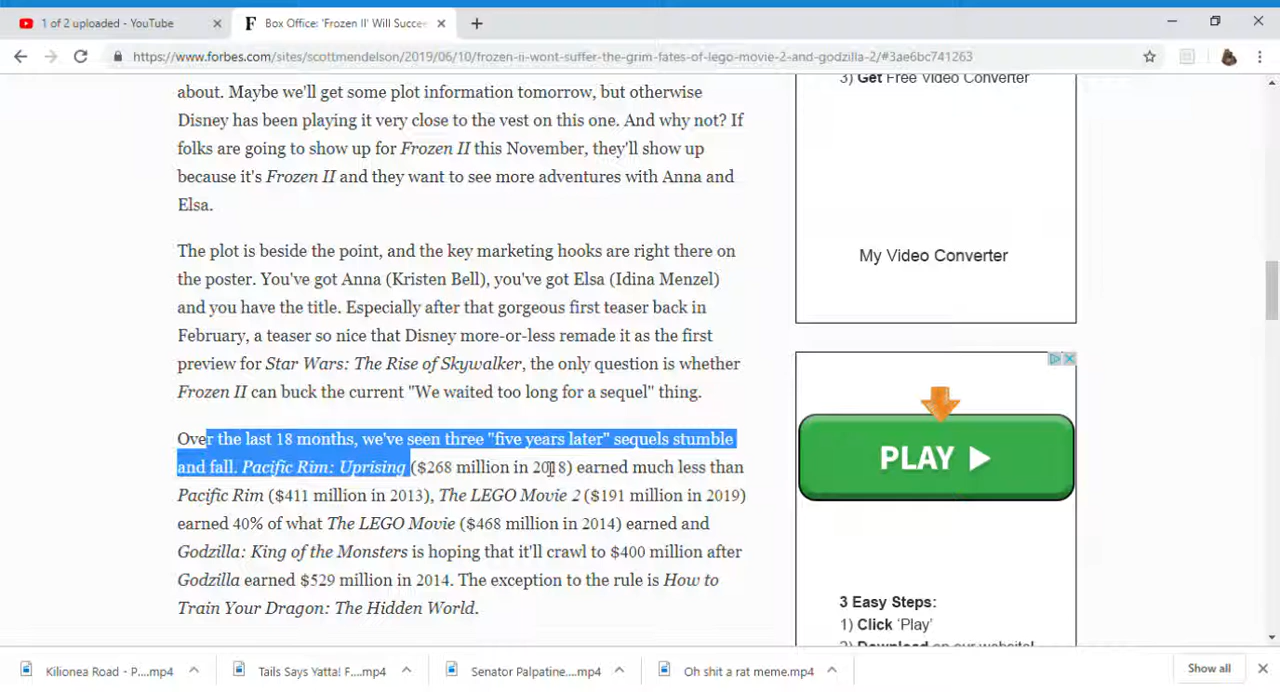 1 of 2 uploaded - YouTube
F Box Office: 'Frozen II' Will Succe
https://www.forbes.com/sites/scottmendelson/2019/06/10/frozen-ii-wont-suffer-the-grim-fates-of-lego-movie-2-and-godzilla-2/#3ae6bc741263
about. Maybe we'll get some plot information tomorrow, but otherwise
Disney has been playing it very close to the vest on this one. And why not? If
folks are going to show up for Frozen II this November, they'll show up
because it's Frozen II and they want to see more adventures with Anna and
Elsa.
The plot is beside the point, and the key marketing hooks are right there on
the poster. You've got Anna (Kristen Bell), you've got Elsa (Idina Menzel)
and you have the title. Especially after that gorgeous first teaser back in
February, a teaser so nice that Disney more-or-less remade it as the first
preview for Star Wars: The Rise of Skywalker, the only question is whether
Frozen II can buck the current "We waited too long for a sequel" thing.
Over the last 18 months, we've seen three "five years later" sequels stumble
and fall. Pacific Rim: Uprising ($268 million in 2018) earned much less than
Pacific Rim ($411 million in 2013), The LEGO Movie 2 ($191 million in 2019)
earned 40% of what The LEGO Movie ($468 million in 2014) earned and
Godzilla: King of the Monsters is hoping that it'll crawl to $400 million after
Godzilla earned $529 million in 2014. The exception to the rule is How to
Train Your Dragon: The Hidden World.
3) Get Free Video Converter
My Video Converter
PLAY
3 Easy Steps:
1) Click 'Play'
2) Download on our website!
Kilionea Road - P....mp4
Tails Says Yatta! F....mp4
Senator Palpatine....mp4
Oh shit a rat meme.mp4
Show all